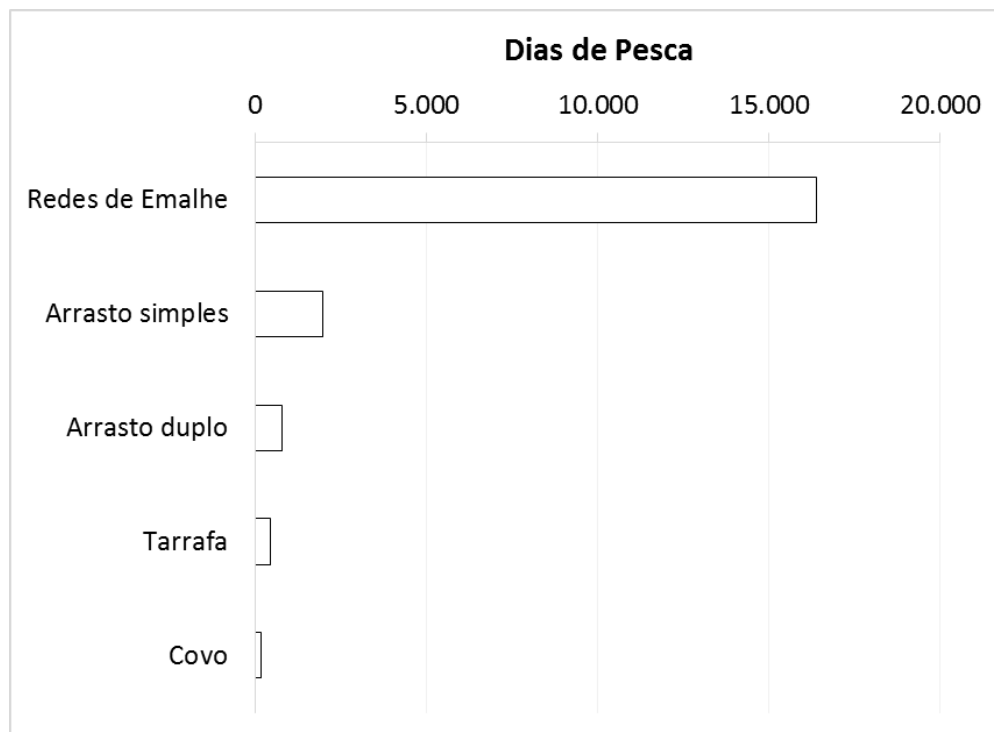 Dias de Pesca
0 5.000 10.000 15.000 20.000
Redes de Emalhe
Arrasto simples
Arrasto duplo
Tarrafa
Covo